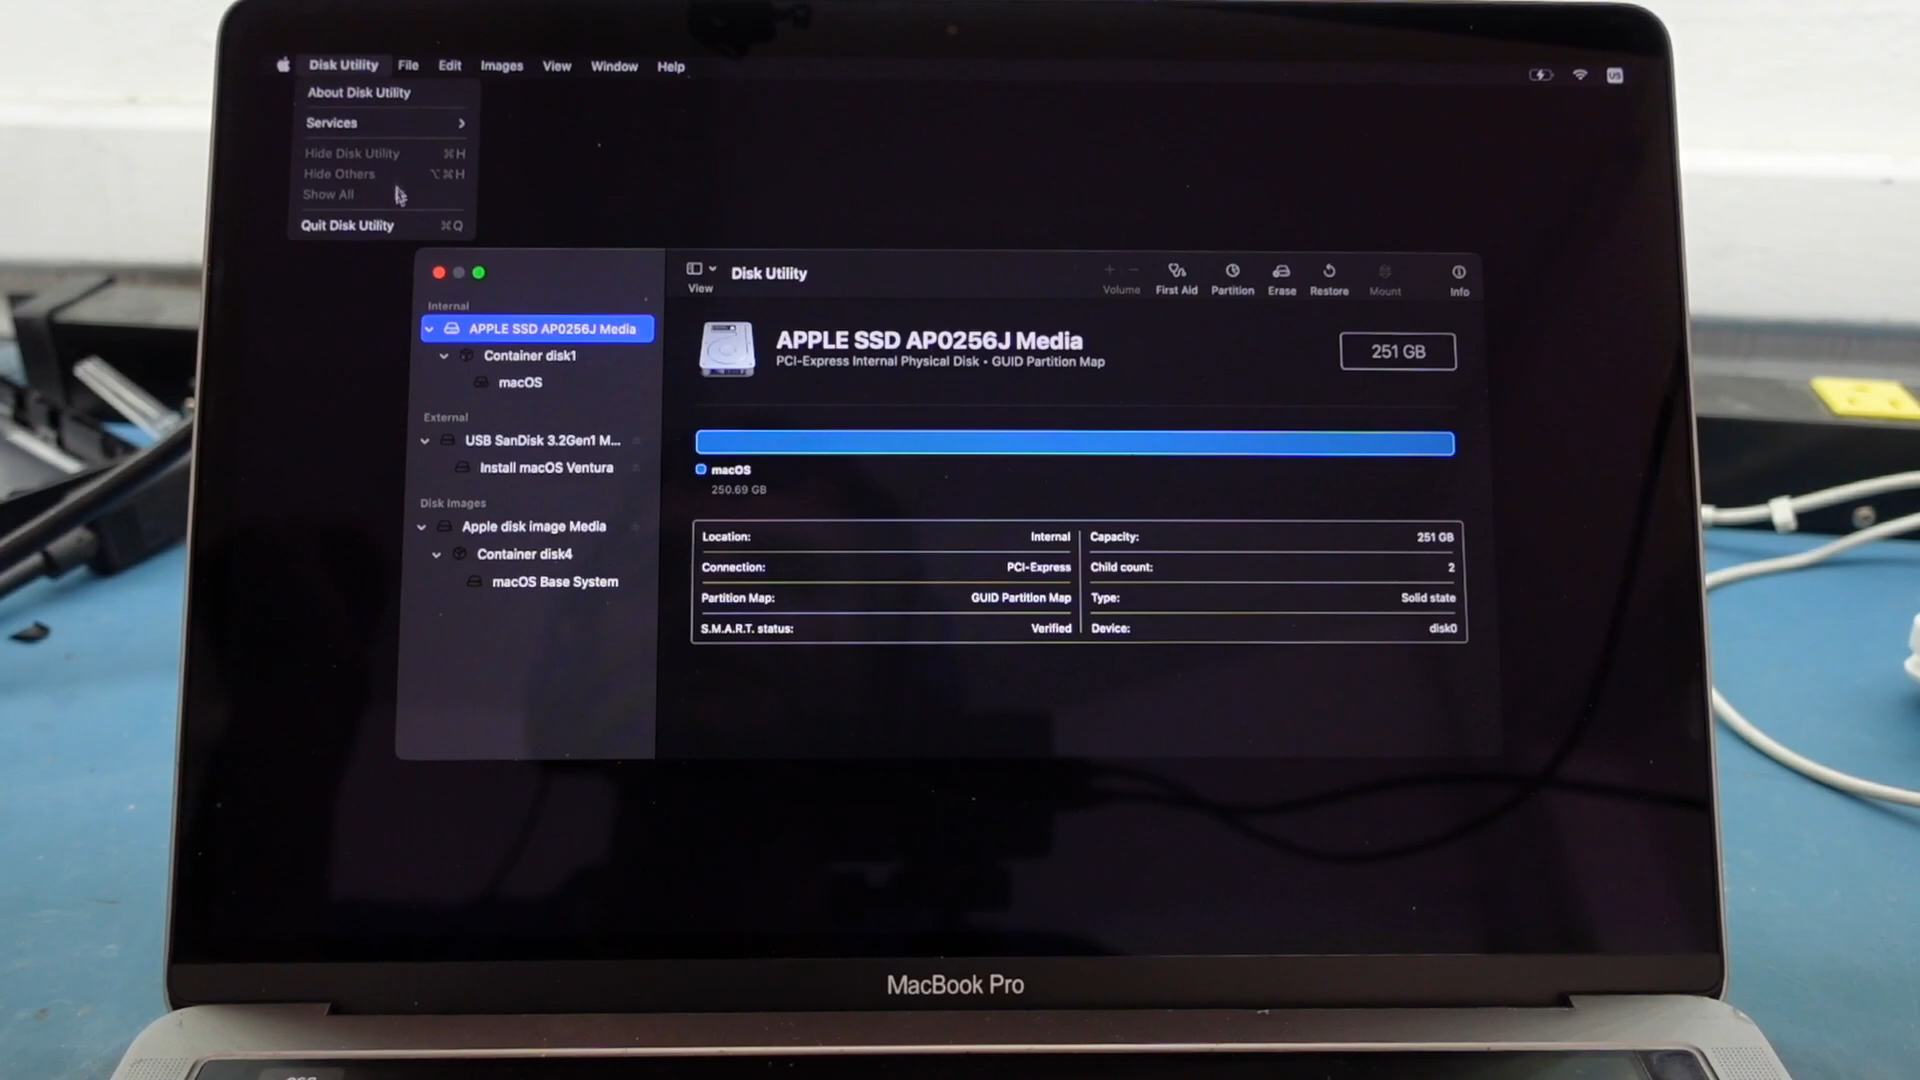 Disk Utility File Edit Images View Window Help
US
About Disk Utility
Services
Hide Disk Utility ⌘H
Hide Others ⌥⌘H
Show All
Quit Disk Utility ⌘Q
View
Disk Utility
Volume First Aid Partition Erase Restore Mount Info
Internal
APPLE SSD AP0256J Media
Container disk1
macOS
External
USB SanDisk 3.2Gen1 M...
Install macOS Ventura
Disk Images
Apple disk image Media
Container disk4
macOS Base System
APPLE SSD AP0256J Media
PCI-Express Internal Physical Disk • GUID Partition Map
251 GB
macOS
250.69 GB
Location: Internal
Capacity: 251 GB
Connection: PCI-Express
Child count: 2
Partition Map: GUID Partition Map
Type: Solid state
S.M.A.R.T. status: Verified
Device: disk0
MacBook Pro